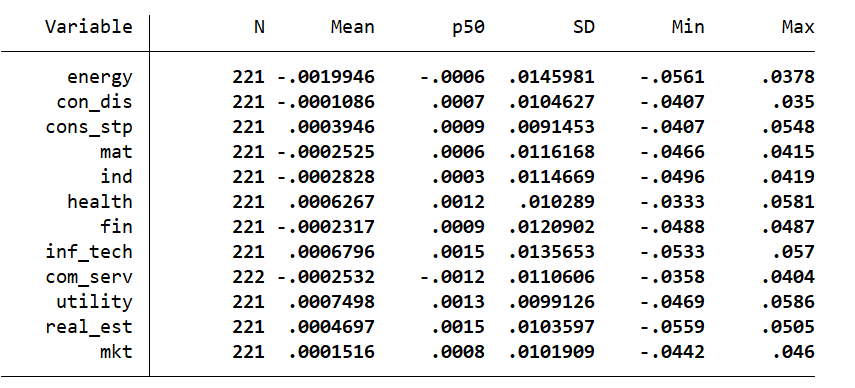 Variable N Mean p50 SD Min Max
energy 221 -.0019946 -.0006 .0145981 -.0561 .0378
con_dis 221 -.0001086 .0007 .0104627 -.0407 .035
cons_stp 221 .0003946 .0009 .0091453 -.0407 .0548
mat 221 -.0002525 .0006 .0116168 -.0466 .0415
ind 221 -.0002828 .0003 .0114669 -.0496 .0419
health 221 .0006267 .0012 .010289 -.0333 .0581
fin 221 -.0002317 .0009 .0120902 -.0488 .0487
inf_tech 221 .0006796 .0015 .0135653 -.0533 .057
com_serv 222 -.0002532 -.0012 .0110606 -.0358 .0404
utility 221 .0007498 .0013 .0099126 -.0469 .0586
real_est 221 .0004697 .0015 .0103597 -.0559 .0505
mkt 221 .0001516 .0008 .0101909 -.0442 .046